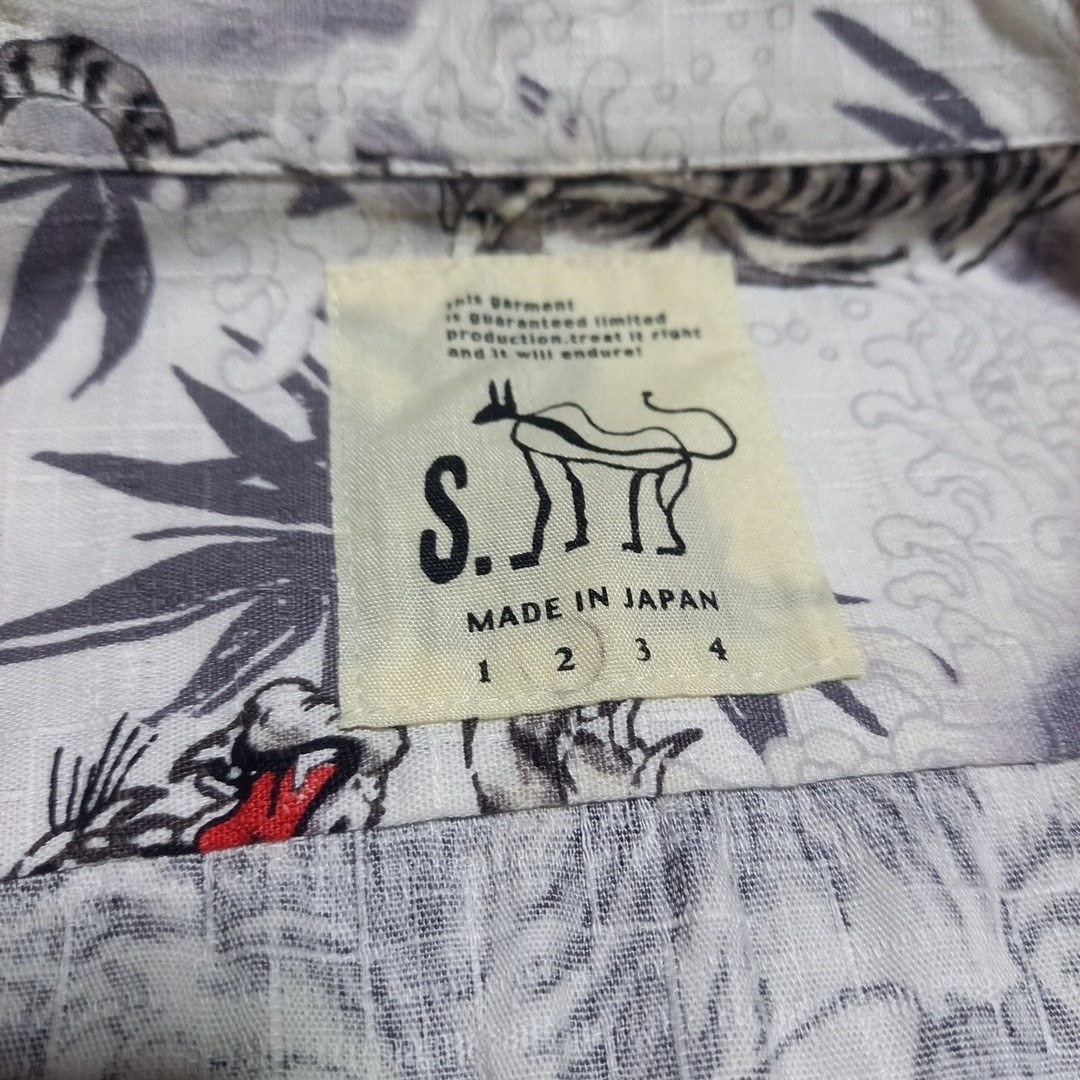 this garment
is guaranteed limited
production.treat it right
and it will endure!
S.
MADE IN JAPAN
1 2 3 4